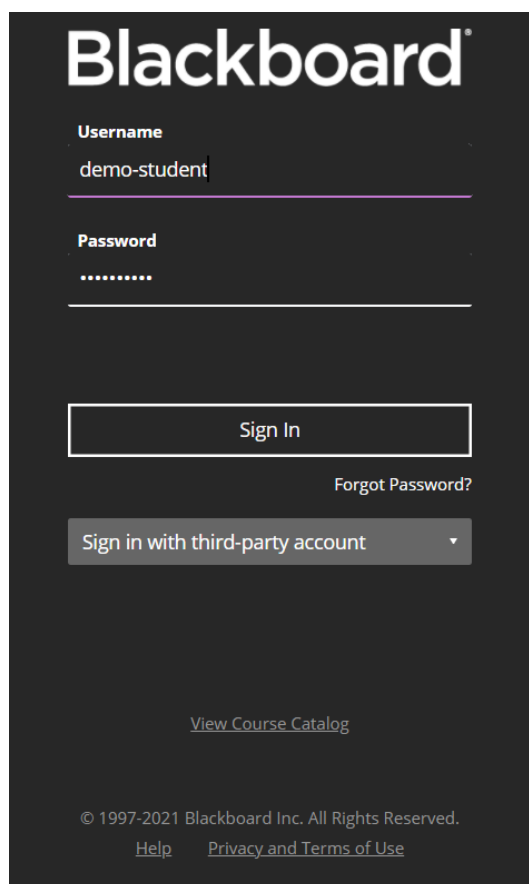 Blackboard®
Username
demo-student
Password
••••••••••
Sign In
Forgot Password?
Sign in with third-party account
View Course Catalog
© 1997-2021 Blackboard Inc. All Rights Reserved.
Help Privacy and Terms of Use